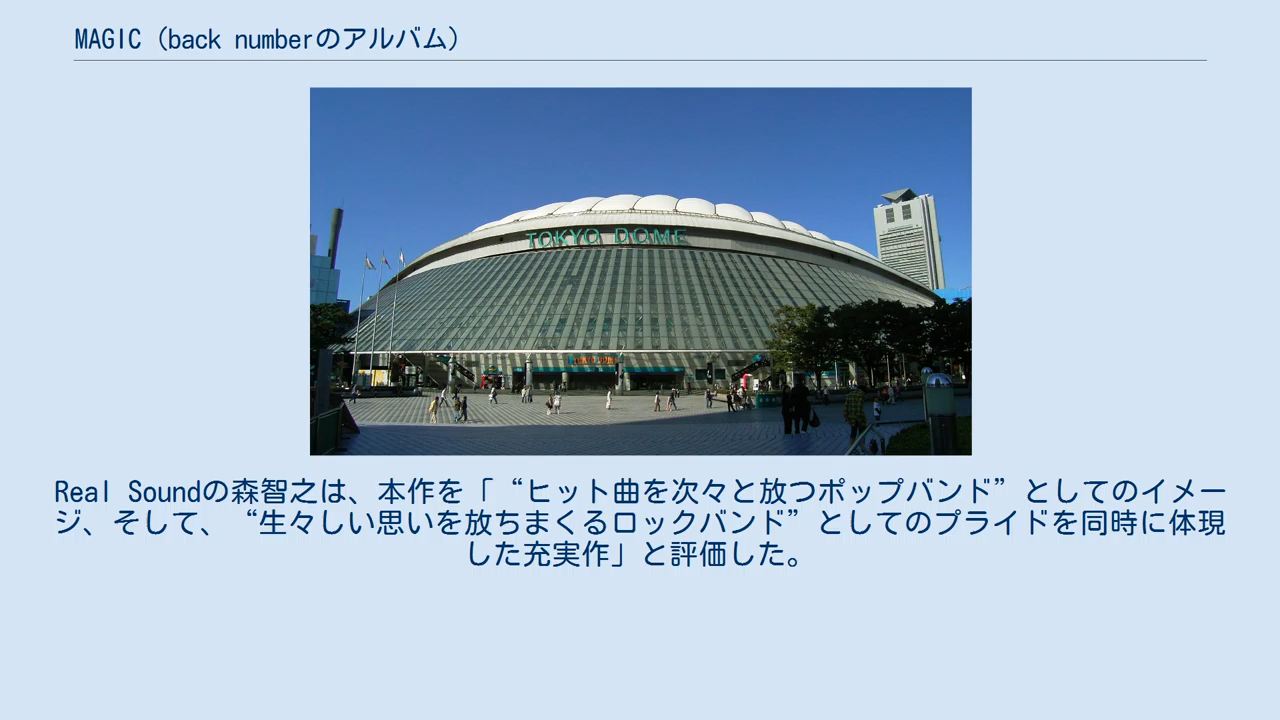 MAGIC（back numberのアルバム）
TOKYO DOME
TOKYO DOME
Real Soundの森智之は、本作を「“ヒット曲を次々と放つポップバンド”としてのイメー
ジ、そして、“生々しい思いを放ちまくるロックバンド”としてのプライドを同時に体現
した充実作」と評価した。